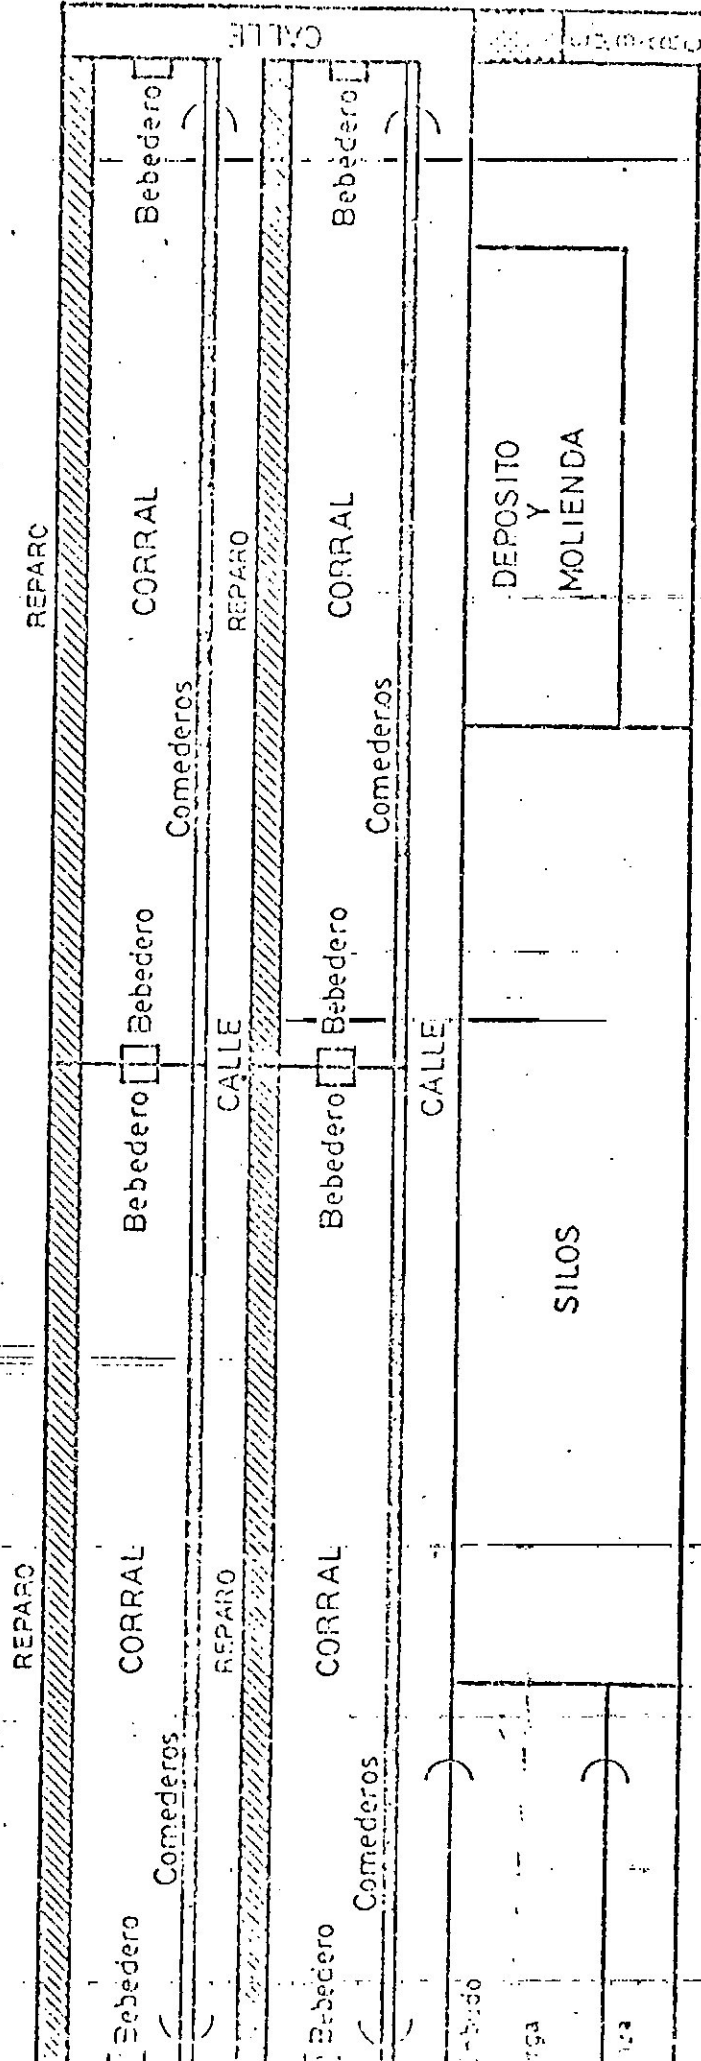 CALLE
Bebedero
Bebedero
REPARO
CORRAL
REPARO
CORRAL
DEPOSITO
Y
MOLIENDA
Comederos
Comederos
Bebedero
Bebedero
CALLE
CALLE
Bebedero
Bebedero
SILOS
REPARO
CORRAL
REPARO
CORRAL
Comederos
Comederos
Bebedero
Bebedero